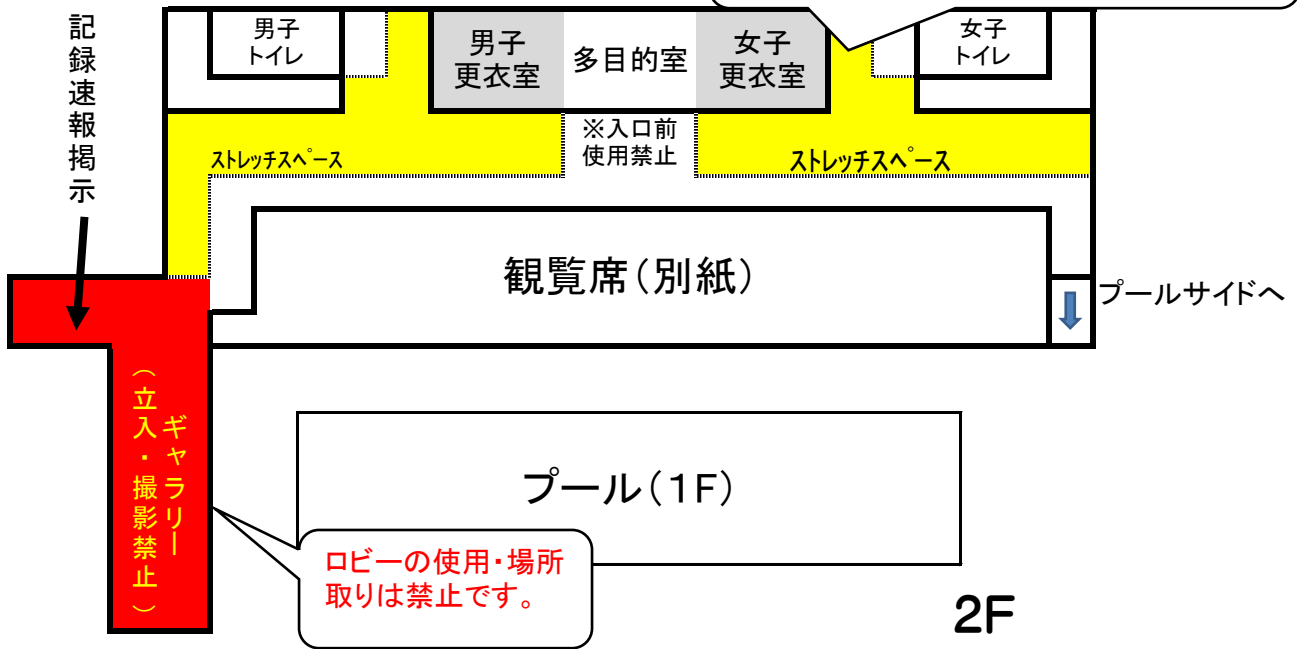 記録速報掲示
男子
トイレ
男子
更衣室
多目的室
女子
更衣室
女子
トイレ
※入口前
使用禁止
ストレッチスペース
ストレッチスペース
観覧席(別紙)
プールサイドへ
ギャラリー
(立入・撮影禁止)
プール(1F)
ロビーの使用・場所
取りは禁止です。
2F